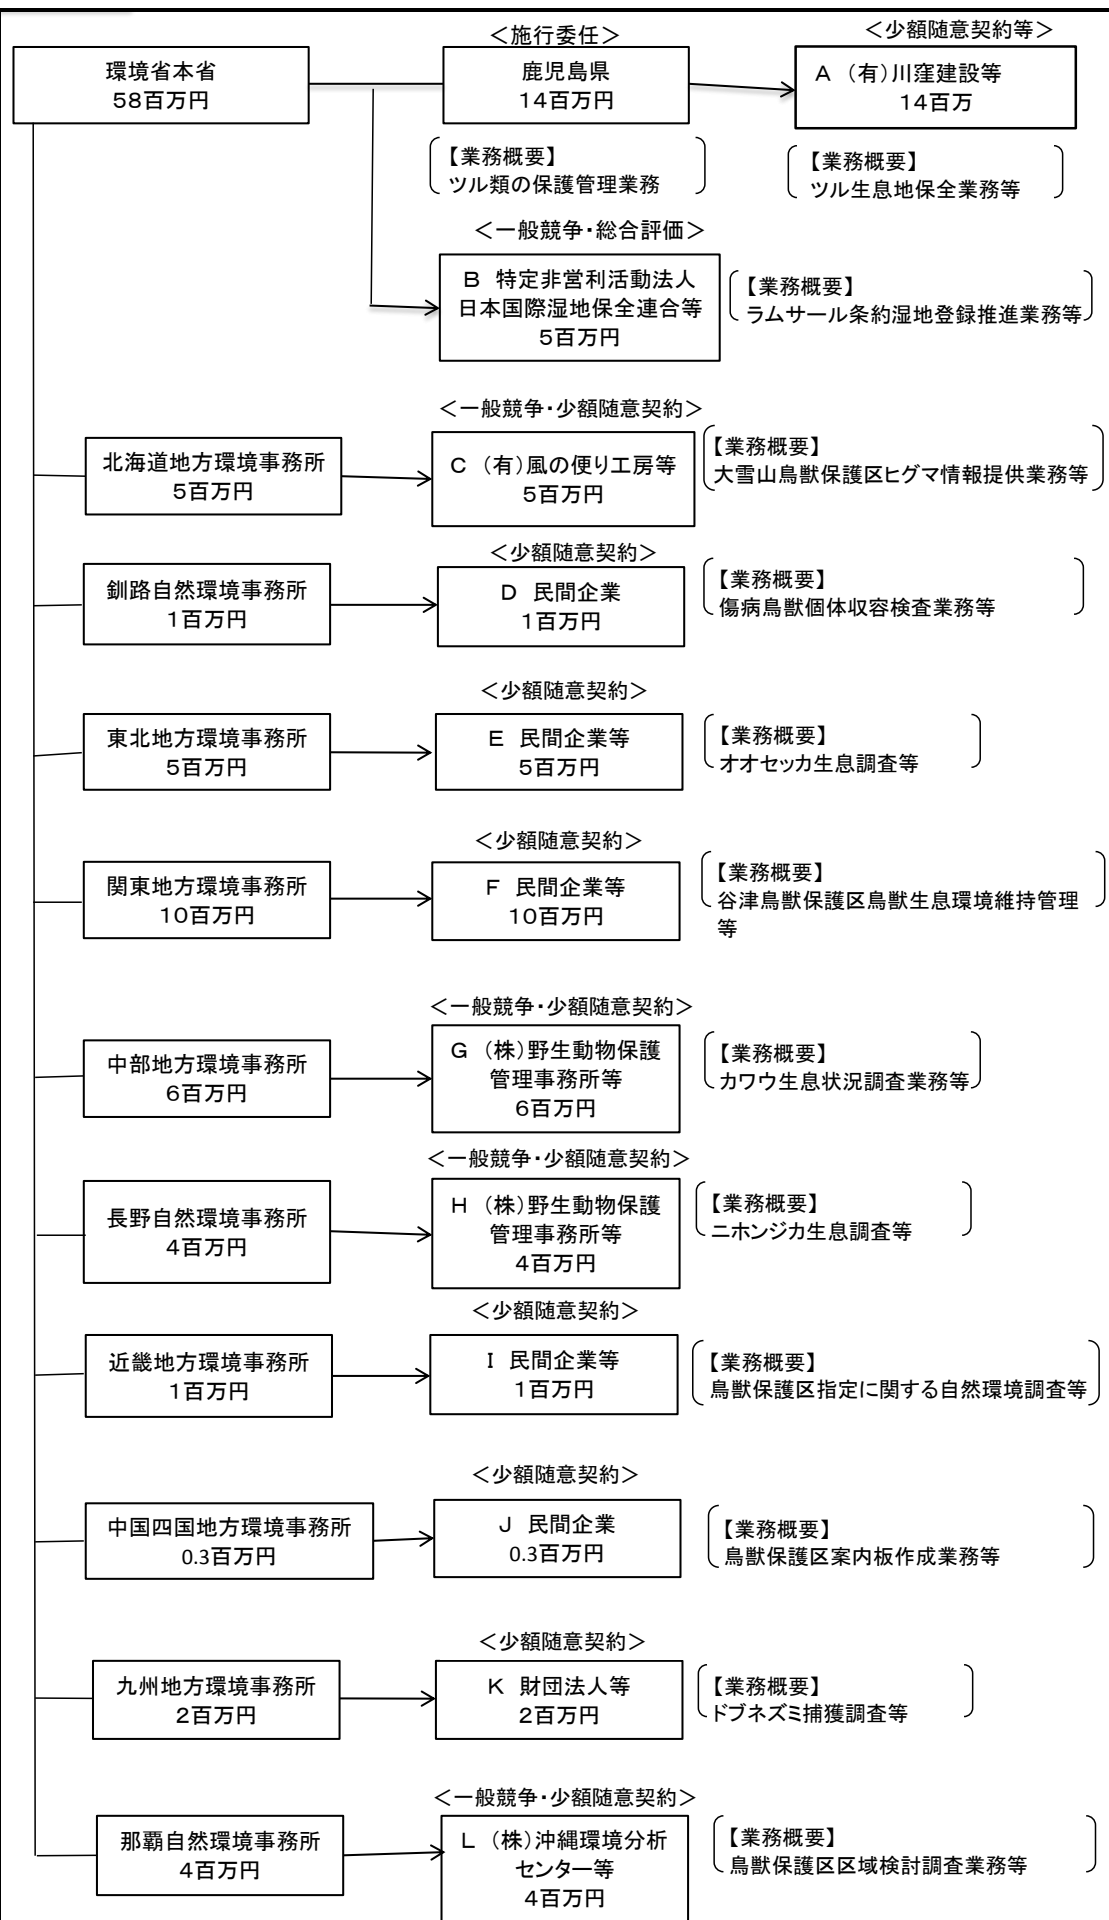 ＜施行委任＞
＜少額随意契約等＞
環境省本省
58百万円
鹿児島県
14百万円
A （有）川窪建設等
14百万
【業務概要】
ツル類の保護管理業務
【業務概要】
ツル生息地保全業務等
＜一般競争・総合評価＞
B 特定非営利活動法人
日本国際湿地保全連合等
5百万円
【業務概要】
ラムサール条約湿地登録推進業務等
＜一般競争・少額随意契約＞
北海道地方環境事務所
5百万円
C （有）風の便り工房等
5百万円
【業務概要】
大雪山鳥獣保護区ヒグマ情報提供業務等
＜少額随意契約＞
釧路自然環境事務所
1百万円
D 民間企業
1百万円
【業務概要】
傷病鳥獣個体収容検査業務等
＜少額随意契約＞
東北地方環境事務所
5百万円
E 民間企業等
5百万円
【業務概要】
オオセッカ生息調査等
＜少額随意契約＞
関東地方環境事務所
10百万円
F 民間企業等
10百万円
【業務概要】
谷津鳥獣保護区鳥獣生息環境維持管理
等
＜一般競争・少額随意契約＞
中部地方環境事務所
6百万円
G （株）野生動物保護
管理事務所等
6百万円
【業務概要】
カワウ生息状況調査業務等
＜一般競争・少額随意契約＞
長野自然環境事務所
4百万円
H （株）野生動物保護
管理事務所等
4百万円
【業務概要】
ニホンジカ生息調査等
＜少額随意契約＞
近畿地方環境事務所
1百万円
I 民間企業等
1百万円
【業務概要】
鳥獣保護区指定に関する自然環境調査等
＜少額随意契約＞
中国四国地方環境事務所
0.3百万円
J 民間企業
0.3百万円
【業務概要】
鳥獣保護区案内板作成業務等
＜少額随意契約＞
九州地方環境事務所
2百万円
K 財団法人等
2百万円
【業務概要】
ドブネズミ捕獲調査等
＜一般競争・少額随意契約＞
那覇自然環境事務所
4百万円
L （株）沖縄環境分析
センター等
4百万円
【業務概要】
鳥獣保護区区域検討調査業務等